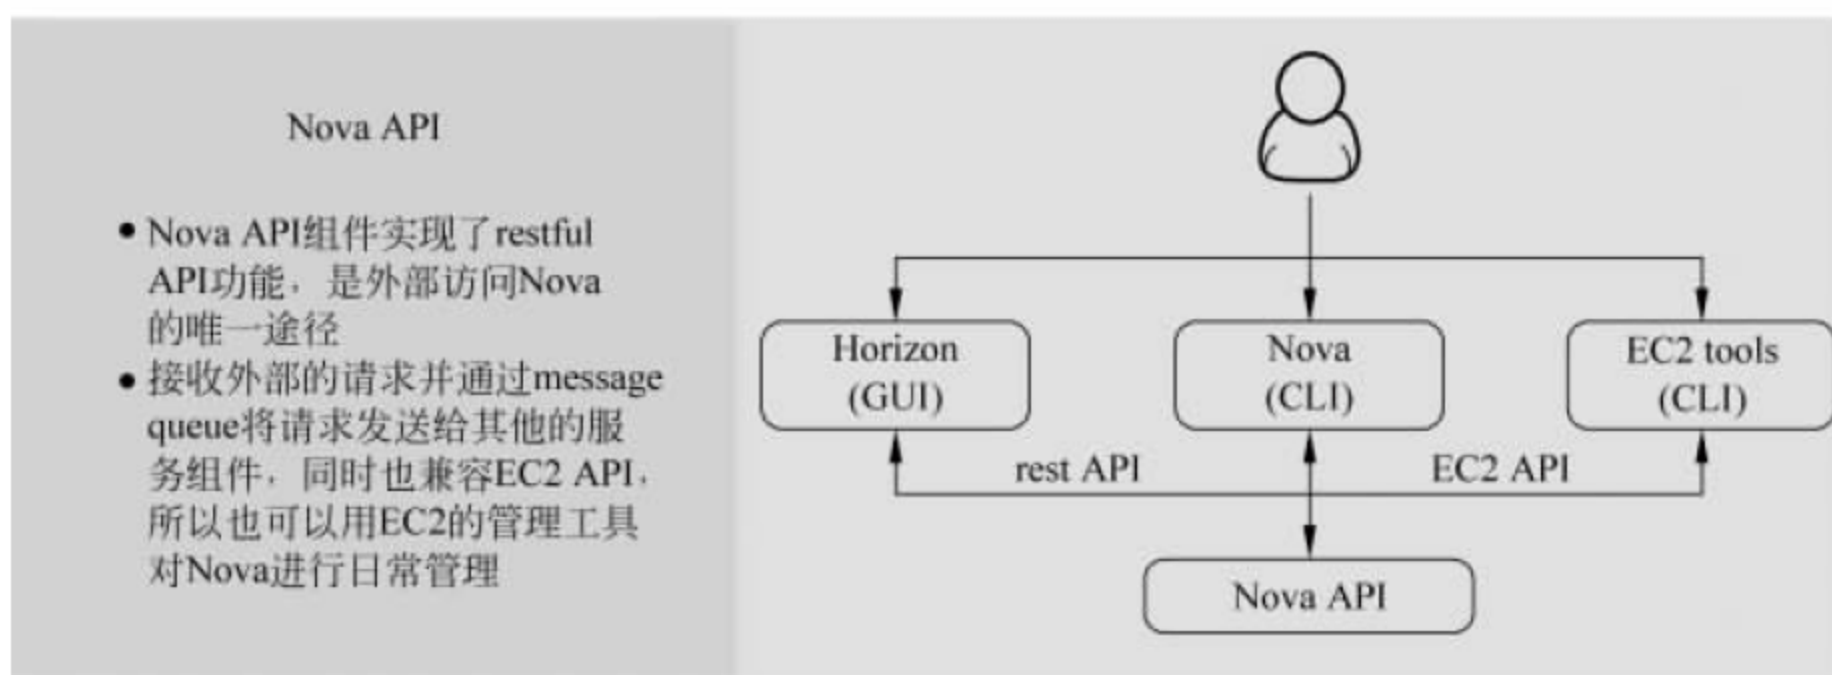 Nova API
• Nova API组件实现了restful
API功能，是外部访问Nova
的唯一途径
• 接收外部的请求并通过message
queue将请求发送给其他的服
务组件，同时也兼容EC2 API，
所以也可以用EC2的管理工具
对Nova进行日常管理
Horizon
(GUI)
Nova
(CLI)
EC2 tools
(CLI)
rest API
EC2 API
Nova API